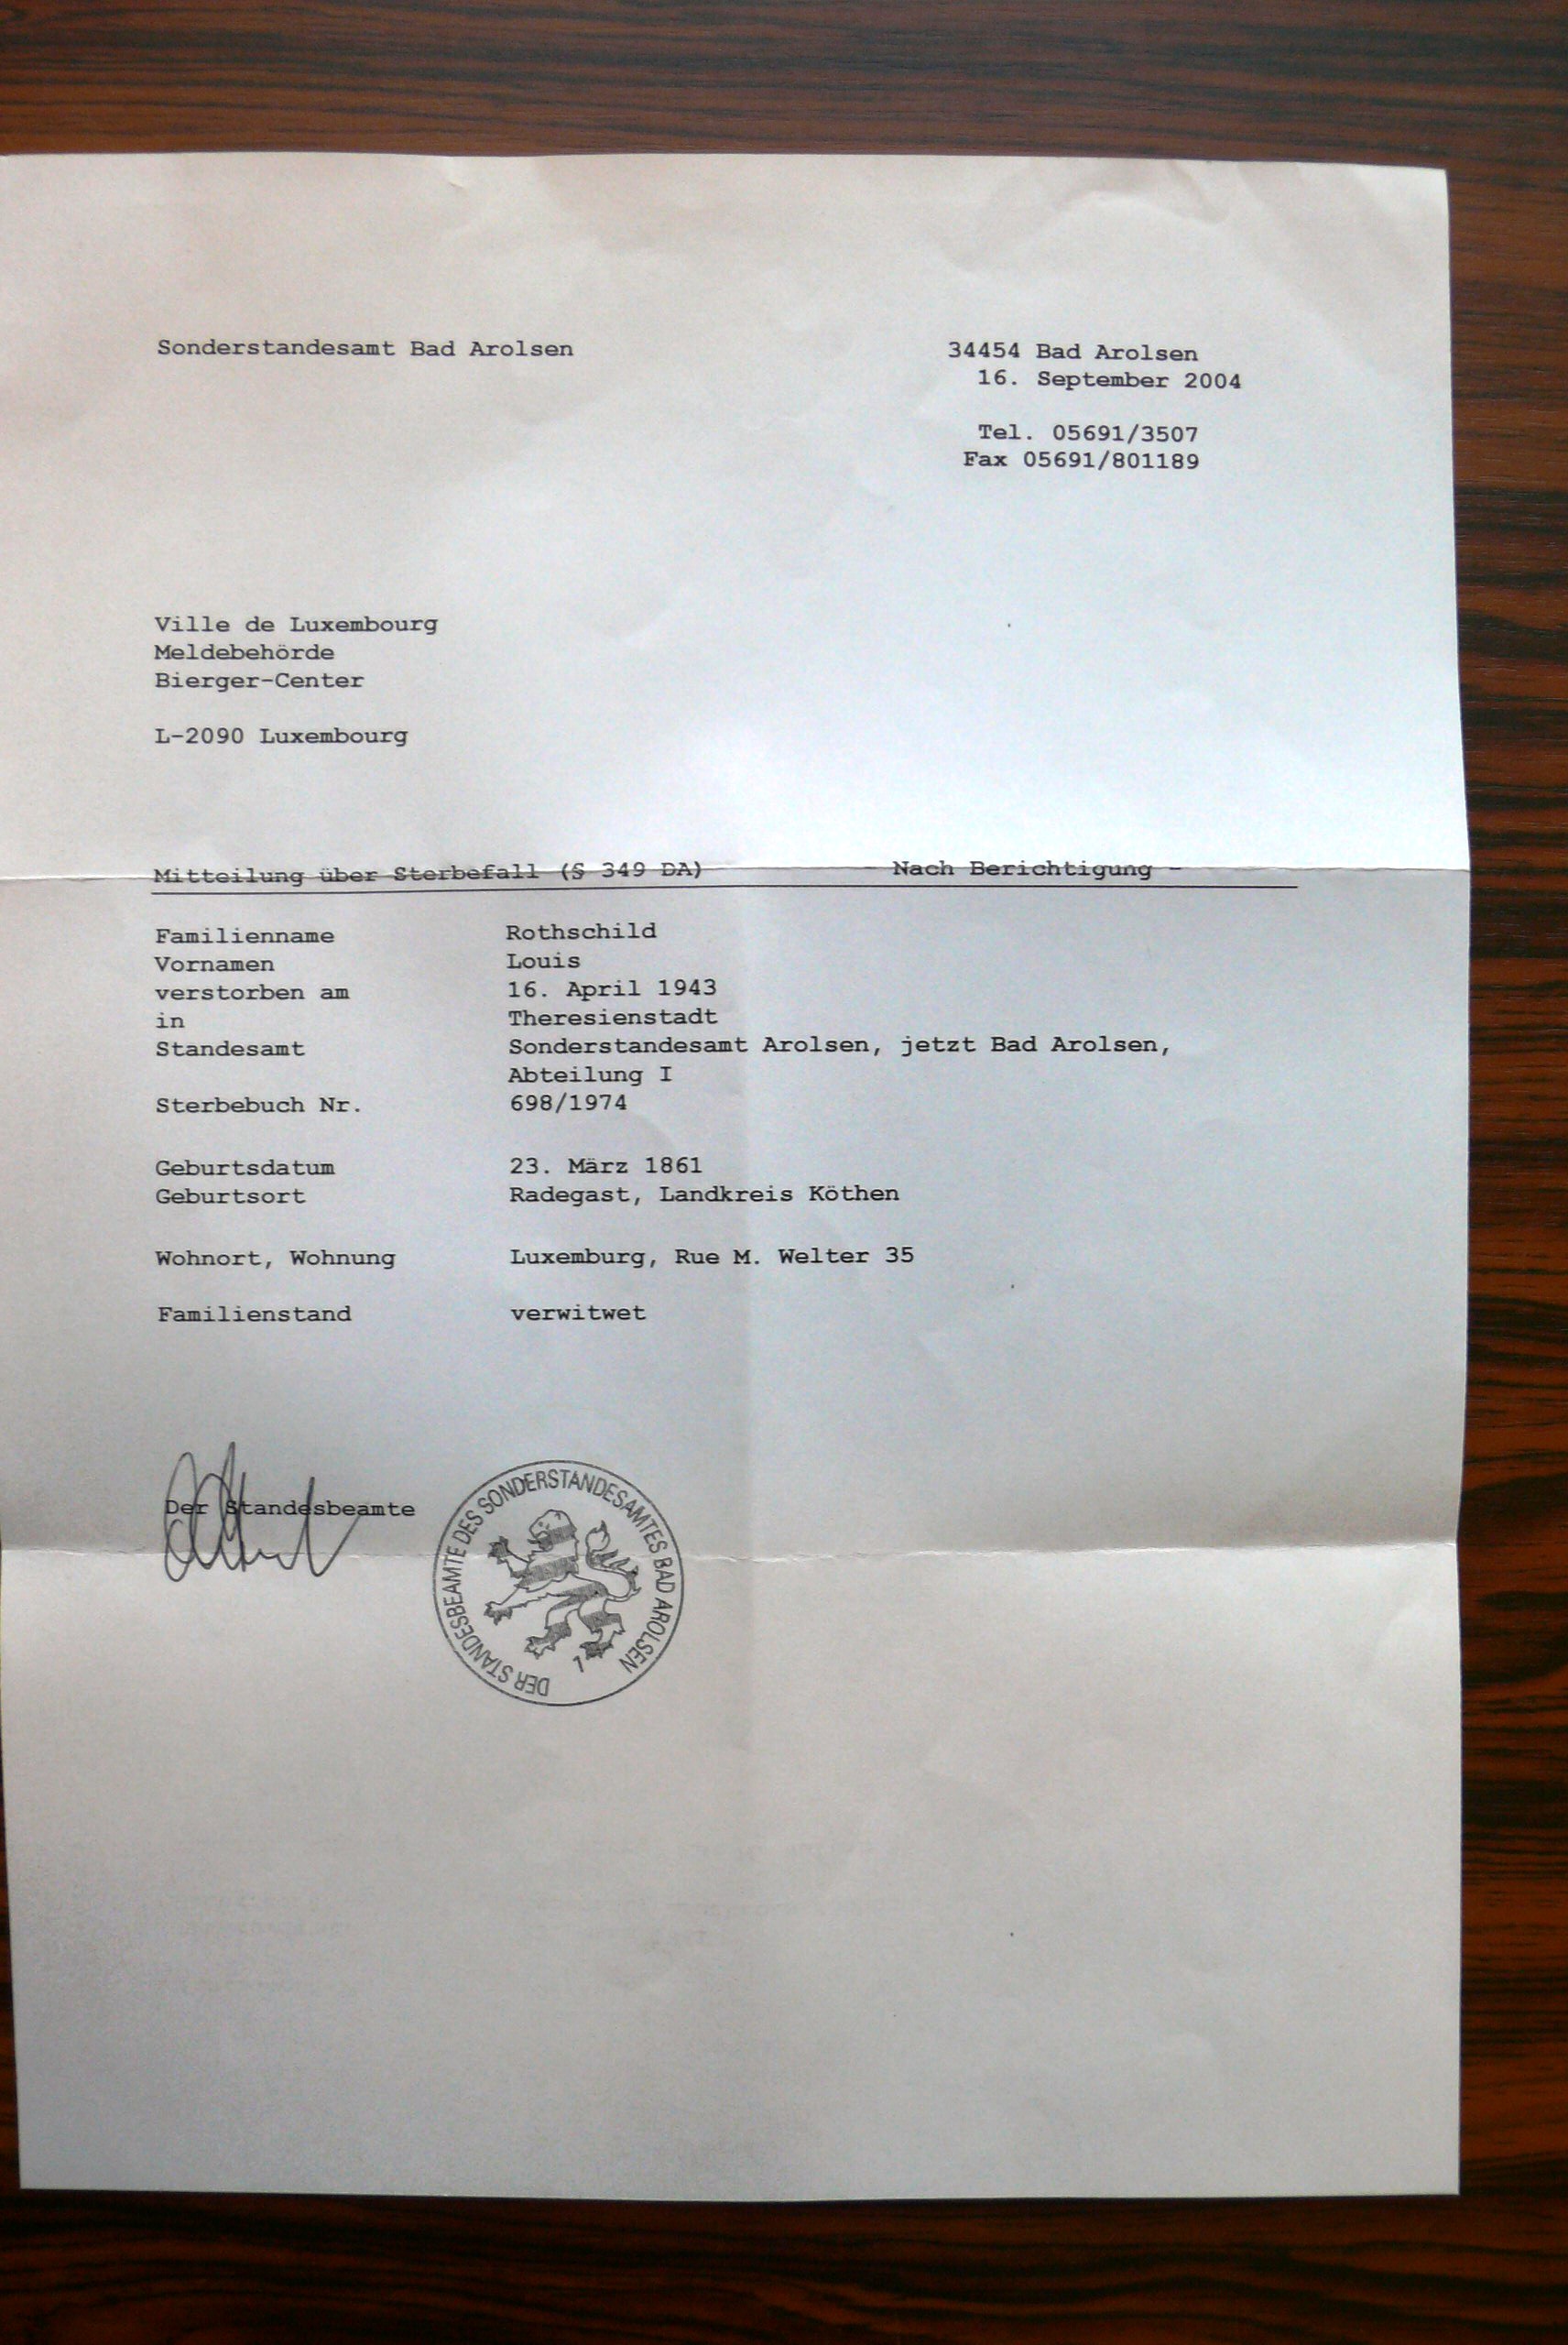 Sonderstandesamt Bad Arolsen
34454 Bad Arolsen
16. September 2004
Tel. 05691/3507
Fax 05691/801189
Ville de Luxembourg
Meldebehörde
Bierger-Center
L-2090 Luxembourg
Mitteilung über Sterbefall (§ 349 DA) - Nach Berichtigung -
Familienname Rothschild
Vornamen Louis
verstorben am 16. April 1943
in Theresienstadt
Standesamt Sonderstandesamt Arolsen, jetzt Bad Arolsen,
Abteilung I
Sterbebuch Nr. 698/1974
Geburtsdatum 23. März 1861
Geburtsort Radegast, Landkreis Köthen
Wohnort, Wohnung Luxemburg, Rue M. Welter 35
Familienstand verwitwet
Der Standesbeamte
DER STANDESBEAMTE DES SONDERSTANDESAMTES BAD AROLSEN
1